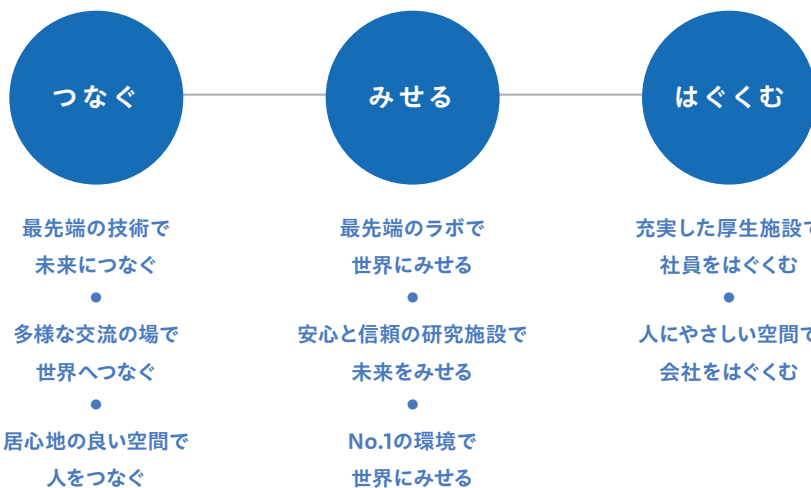 つなぐ
みせる
はぐくむ
最先端の技術で
未来につなぐ
多様な交流の場で
世界へつなぐ
居心地の良い空間で
人をつなぐ
最先端のラボで
世界にみせる
安心と信頼の研究施設で
未来をみせる
No.1の環境で
世界にみせる
充実した厚生施設で
社員をはぐくむ
人にやさしい空間で
会社をはぐくむ